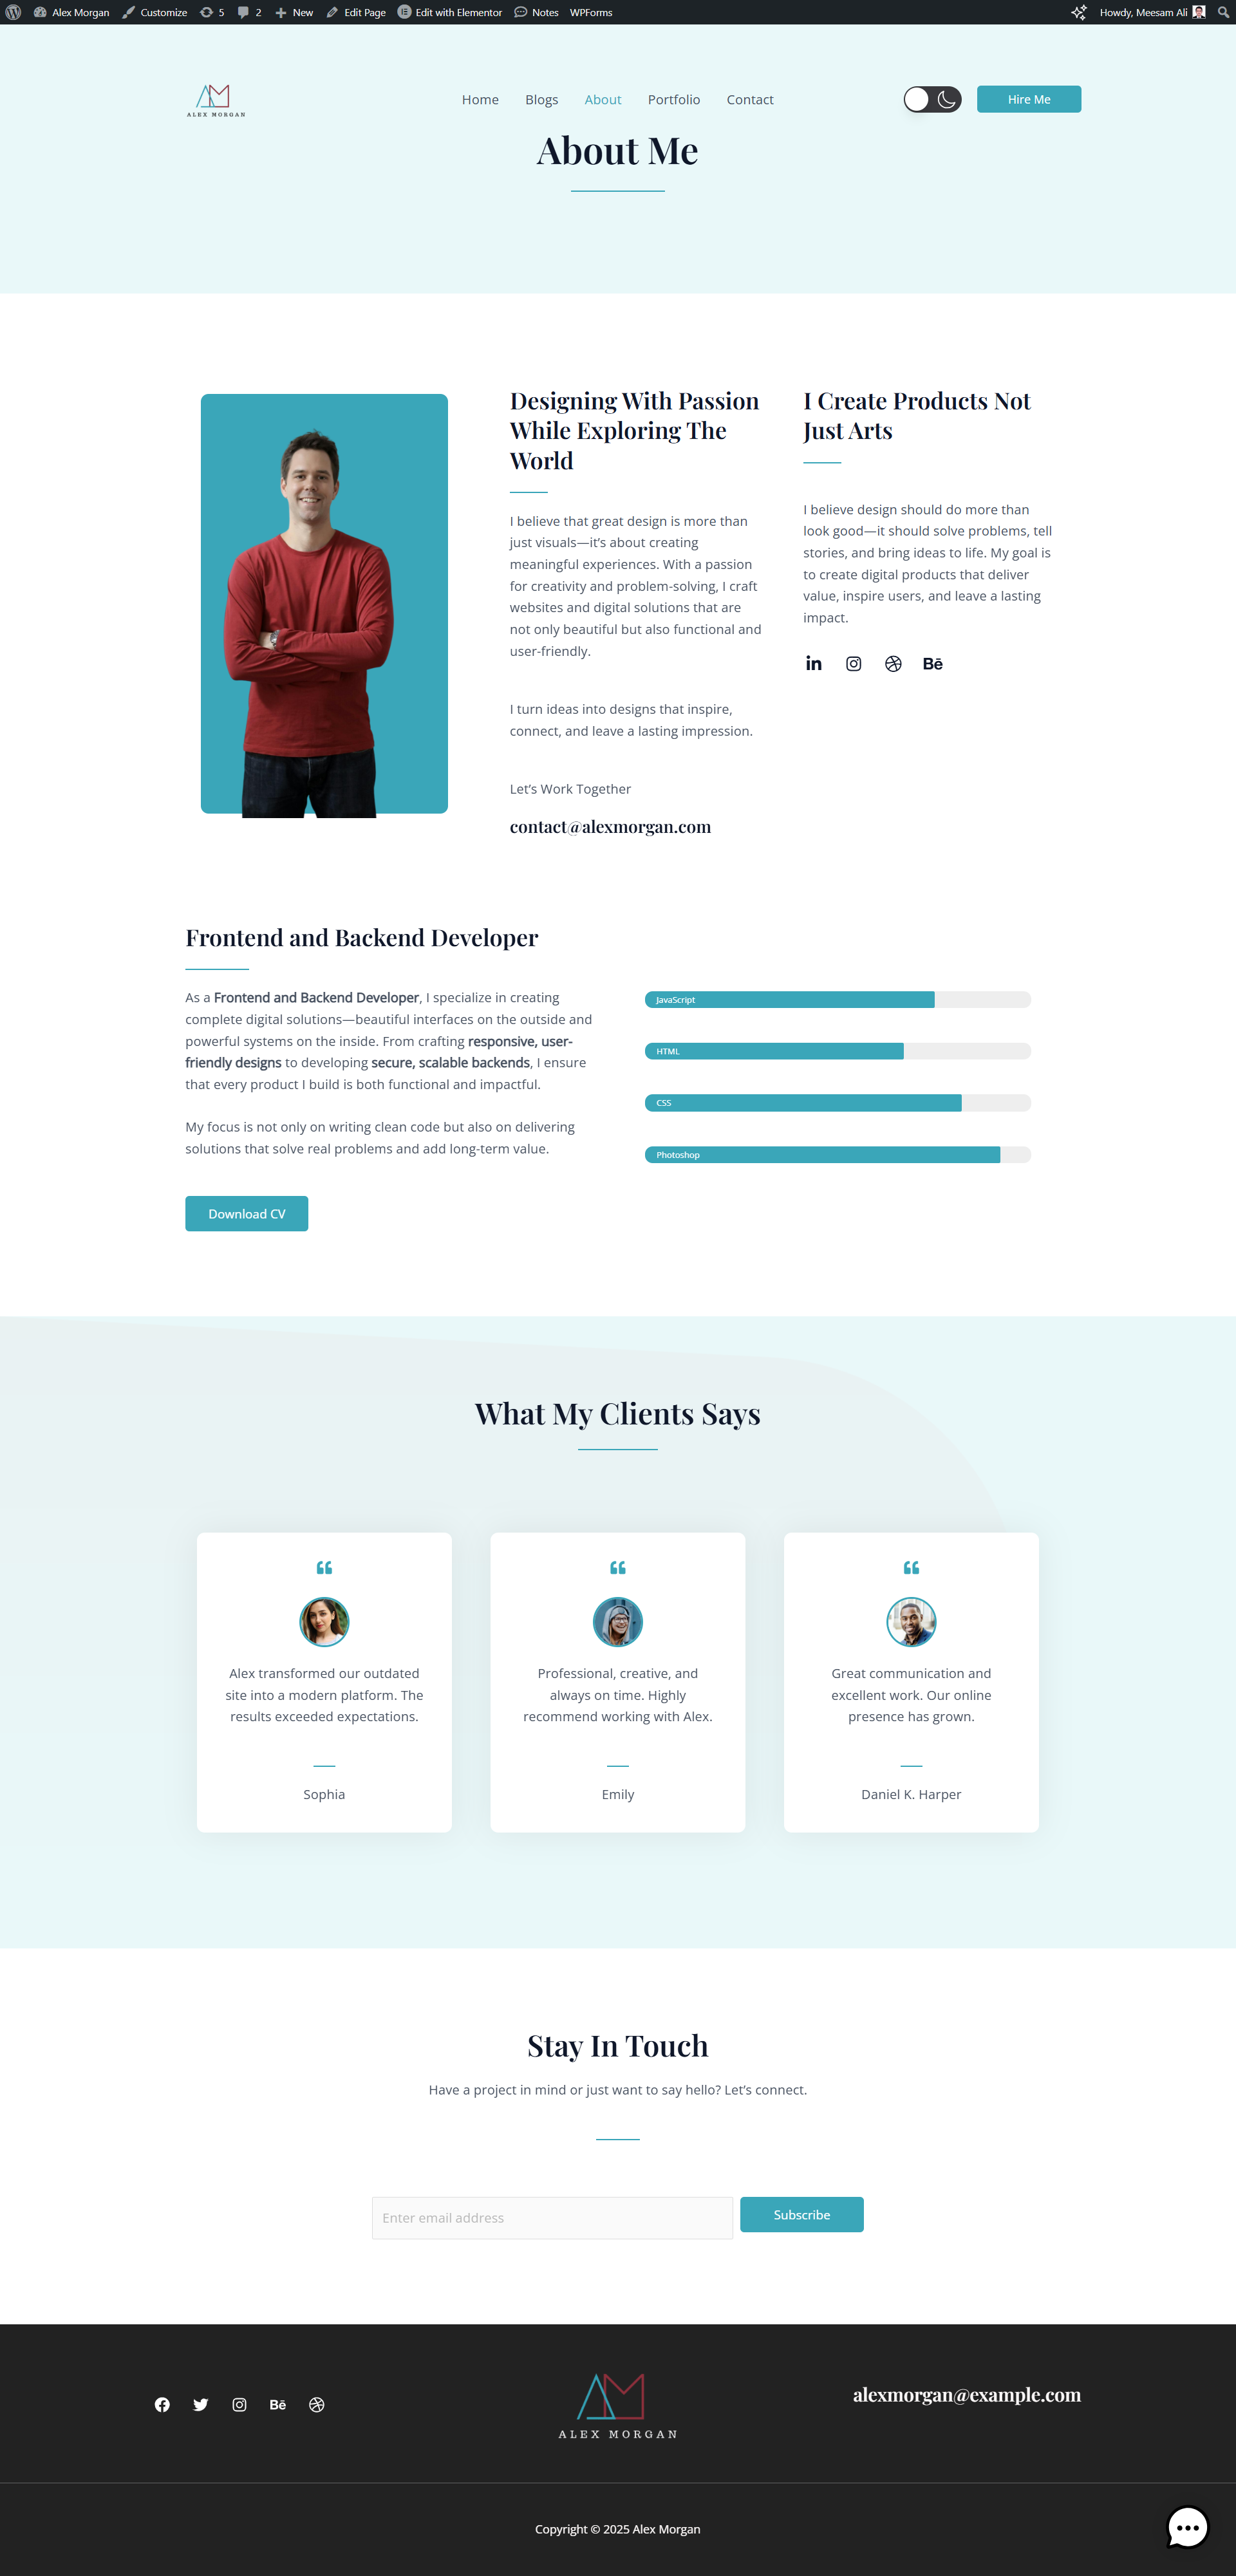 Alex Morgan Customize 5 2 New Edit Page Edit with Elementor Notes WPForms Howdy, Meesam Ali
ALEX MORGAN
Home Blogs About Portfolio Contact
Hire Me
About Me
Designing With Passion
While Exploring The
World
I believe that great design is more than
just visuals—it’s about creating
meaningful experiences. With a passion
for creativity and problem-solving, I craft
websites and digital solutions that are
not only beautiful but also functional and
user-friendly.
I turn ideas into designs that inspire,
connect, and leave a lasting impression.
Let’s Work Together
contact@alexmorgan.com
I Create Products Not
Just Arts
I believe design should do more than
look good—it should solve problems, tell
stories, and bring ideas to life. My goal is
to create digital products that deliver
value, inspire users, and leave a lasting
impact.
in Bē
Frontend and Backend Developer
As a Frontend and Backend Developer, I specialize in creating
complete digital solutions—beautiful interfaces on the outside and
powerful systems on the inside. From crafting responsive, user-
friendly designs to developing secure, scalable backends, I ensure
that every product I build is both functional and impactful.
My focus is not only on writing clean code but also on delivering
solutions that solve real problems and add long-term value.
Download CV
JavaScript
HTML
CSS
Photoshop
What My Clients Says
Alex transformed our outdated
site into a modern platform. The
results exceeded expectations.
Sophia
Professional, creative, and
always on time. Highly
recommend working with Alex.
Emily
Great communication and
excellent work. Our online
presence has grown.
Daniel K. Harper
Stay In Touch
Have a project in mind or just want to say hello? Let’s connect.
Enter email address
Subscribe
Bē
ALEX MORGAN
alexmorgan@example.com
Copyright © 2025 Alex Morgan